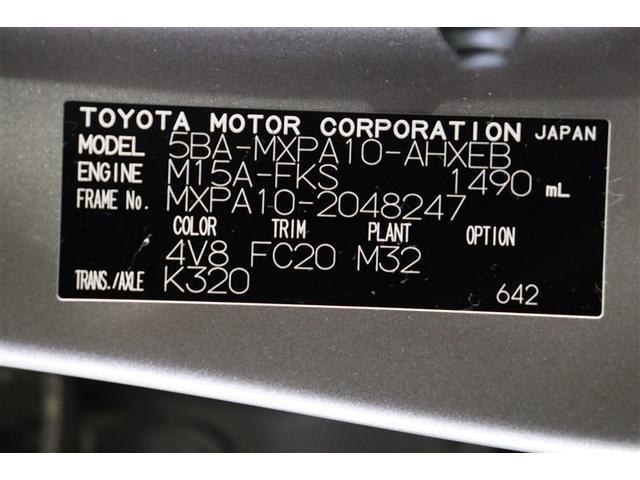 TOYOTA MOTOR CORPORATION JAPAN
MODEL 5BA-MXPA10-AHXEB
ENGINE M15A-FKS 1490 mL
FRAME No. MXPA10-2048247
COLOR TRIM PLANT OPTION
4V8 FC20 M32
TRANS./AXLE K320
642